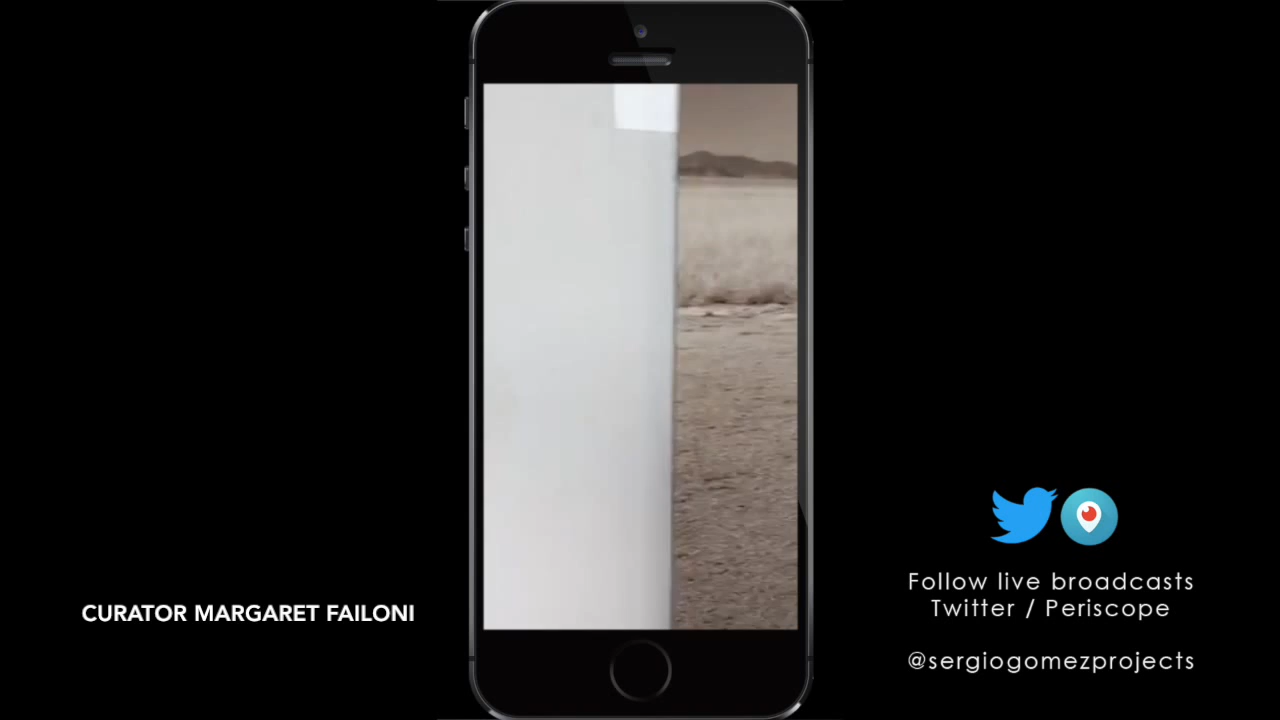 CURATOR MARGARET FAILONI
Follow live broadcasts
Twitter / Periscope
@sergiogomezprojects